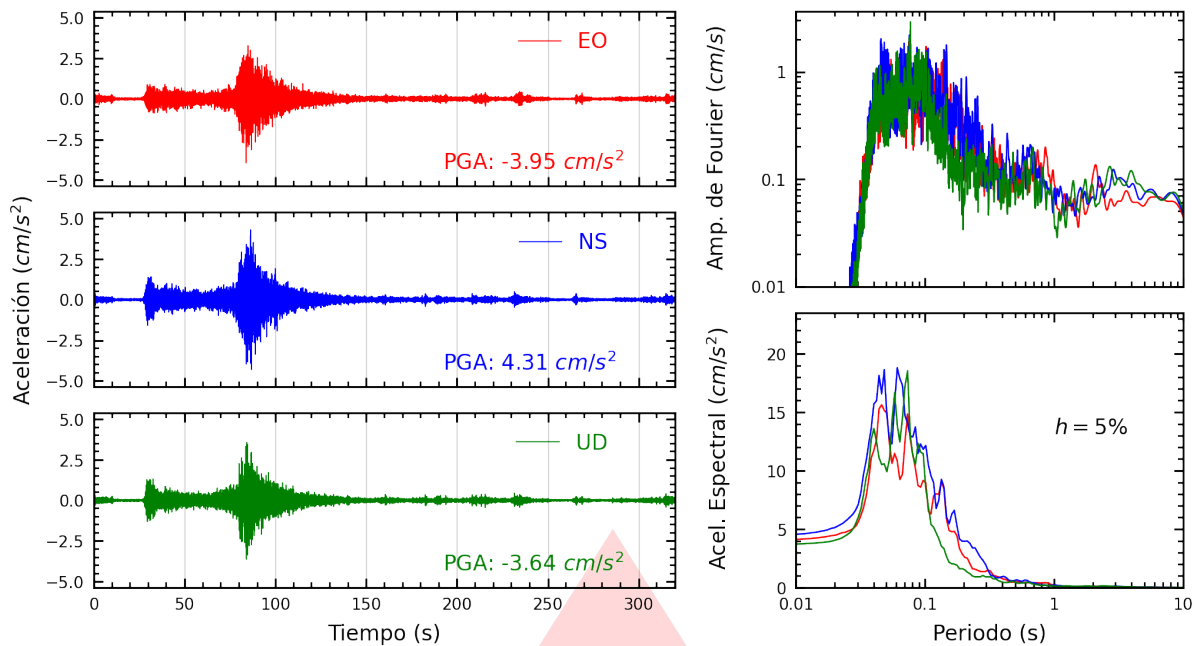 Aceleración (cm/s²)
5.0
2.5
0.0
−2.5
−5.0
EO
PGA: -3.95 cm/s²
5.0
2.5
0.0
−2.5
−5.0
NS
PGA: 4.31 cm/s²
5.0
2.5
0.0
−2.5
−5.0
UD
PGA: -3.64 cm/s²
0 50 100 150 200 250 300
Tiempo (s)
Amp. de Fourier (cm/s)
1
0.1
0.01
Acel. Espectral (cm/s²)
20
15
10
5
0
h = 5%
0.01 0.1 1 10
Periodo (s)